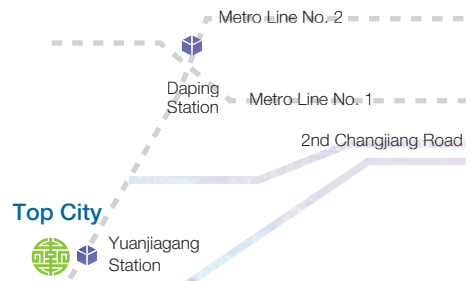 Metro Line No. 2
Daping
Station
Metro Line No. 1
2nd Changjiang Road
Top City
Yuanjiagang
Station